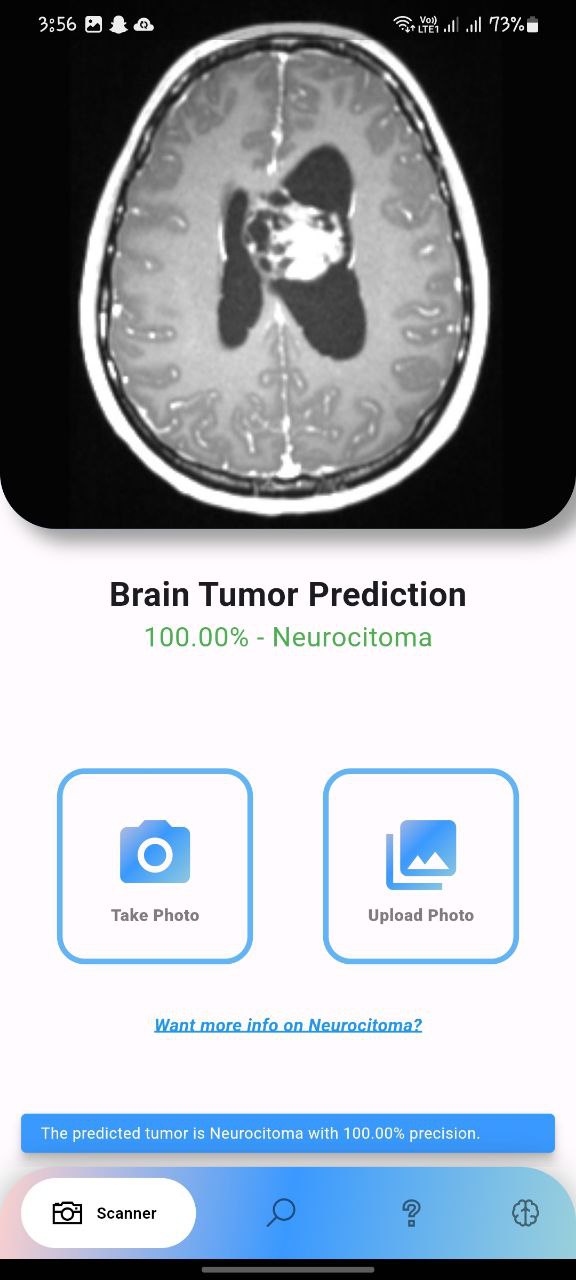 3:56 Vo)) LTE1 73%
Brain Tumor Prediction
100.00% - Neurocitoma
Take Photo
Upload Photo
Want more info on Neurocitoma?
The predicted tumor is Neurocitoma with 100.00% precision.
Scanner